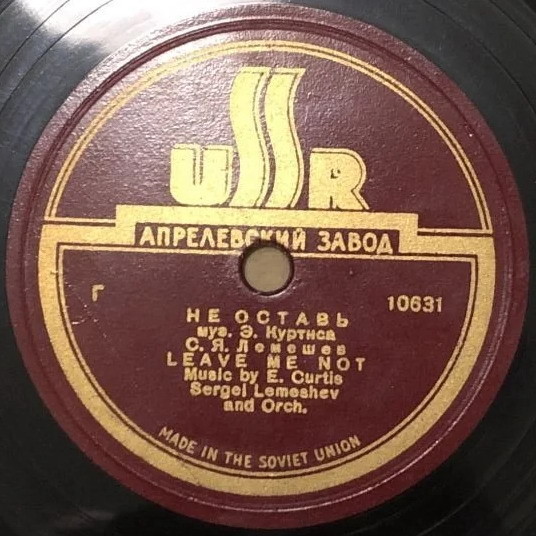 USSR
АПРЕЛЕВСКИЙ ЗАВОД
Г
10631
НЕ ОСТАВЬ
муз. Э. Куртиса
С. Я. Лемешев
LEAVE ME NOT
Music by E. Curtis
Sergei Lemeshev
and Orch.
MADE IN THE SOVIET UNION